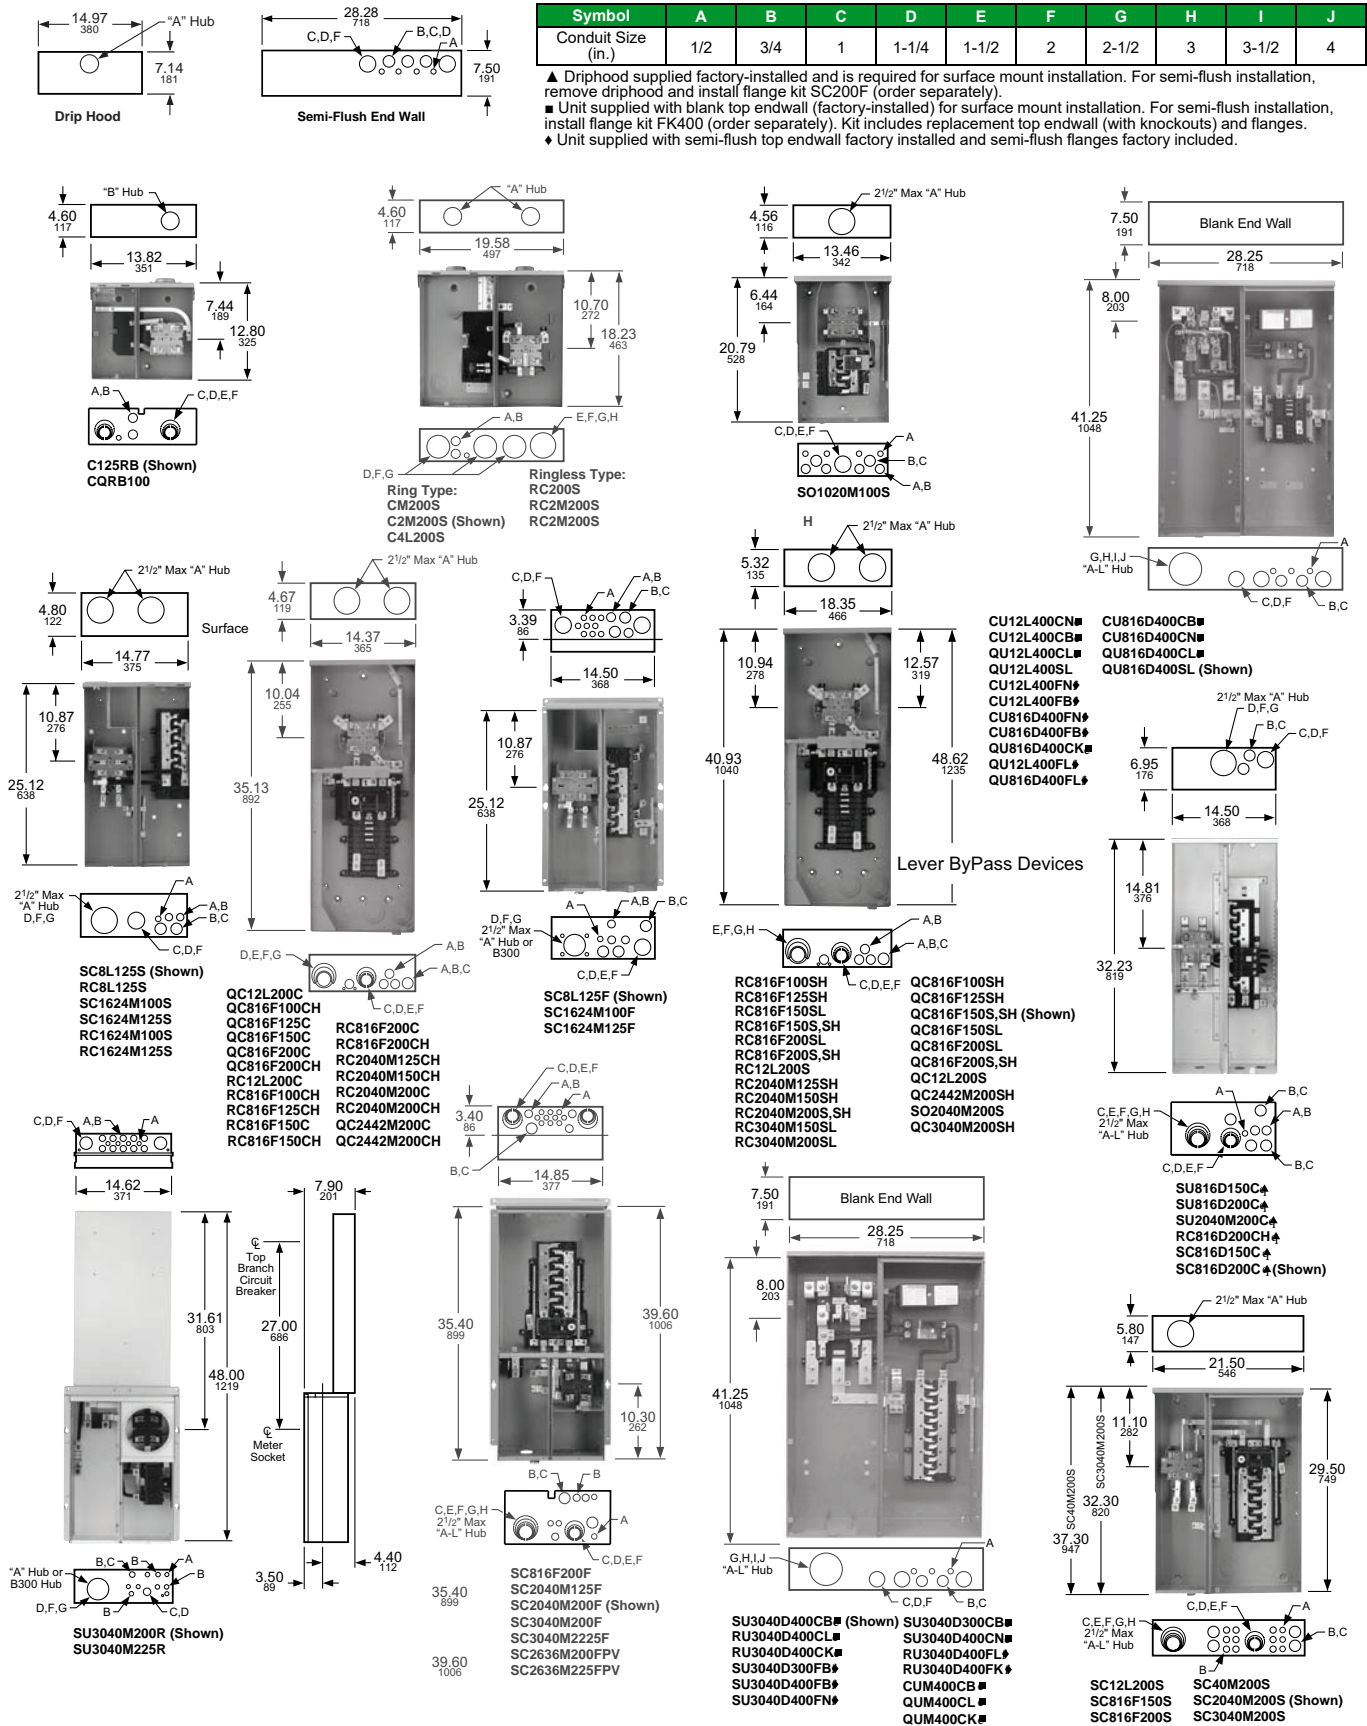 14.97
380
"A" Hub
7.14
181
Drip Hood
28.28
718
C,D,F
B,C,D
A
7.50
191
Semi-Flush End Wall
Symbol A B C D E F G H I J
Conduit Size (in.) 1/2 3/4 1 1-1/4 1-1/2 2 2-1/2 3 3-1/2 4
▲ Driphood supplied factory-installed and is required for surface mount installation. For semi-flush installation,
remove driphood and install flange kit SC200F (order separately).
■ Unit supplied with blank top endwall (factory-installed) for surface mount installation. For semi-flush installation,
install flange kit FK400 (order separately). Kit includes replacement top endwall (with knockouts) and flanges.
♦ Unit supplied with semi-flush top endwall factory installed and semi-flush flanges factory included.
"B" Hub
4.60
117
13.82
351
7.44
189
12.80
325
A,B
C,D,E,F
C125RB (Shown)
CQRB100
"A" Hub
4.60
117
19.58
497
10.70
272
18.23
463
A,B
E,F,G,H
D,F,G
Ring Type:
CM200S
C2M200S (Shown)
C4L200S
Ringless Type:
RC200S
RC2M200S
RC2M200S
2 1/2" Max "A" Hub
4.56
116
13.46
342
6.44
164
20.79
528
C,D,E,F
A
B,C
A,B
SO1020M100S
7.50
191
Blank End Wall
28.25
718
8.00
203
41.25
1048
G,H,I,J
"A-L" Hub
A
C,D,F
B,C
CU12L400CN■
CU12L400CB■
QU12L400CL■
QU12L400SL
CU12L400FN♦
CU12L400FB♦
CU816D400FN♦
CU816D400FB♦
QU816D400CK■
QU12L400FL♦
QU816D400FL♦
CU816D400CB■
CU816D400CN■
QU816D400CL■
QU816D400SL (Shown)
2 1/2" Max "A" Hub
4.80
122
Surface
14.77
375
10.87
276
25.12
638
2 1/2" Max
"A" Hub
D,F,G
A
A,B
B,C
C,D,F
SC8L125S (Shown)
RC8L125S
SC1624M100S
SC1624M125S
RC1624M100S
RC1624M125S
2 1/2" Max "A" Hub
4.67
119
14.37
365
10.04
255
35.13
892
D,E,F,G
A,B
A,B,C
C,D,E,F
QC12L200C
QC816F100CH
QC816F125C
QC816F150C
QC816F200C
QC816F200CH
RC12L200C
RC816F100CH
RC816F125CH
RC816F150C
RC816F150CH
RC816F200C
RC816F200CH
RC2040M125CH
RC2040M150CH
RC2040M200C
RC2040M200CH
QC2442M200C
QC2442M200CH
C,D,F
A
A,B
B,C
3.39
86
14.50
368
10.87
276
25.12
638
D,F,G
2 1/2" Max
"A" Hub or
B300
A
A,B
B,C
C,D,E,F
SC8L125F (Shown)
SC1624M100F
SC1624M125F
H
2 1/2" Max "A" Hub
5.32
135
18.35
466
10.94
278
12.57
319
40.93
1040
48.62
1235
Lever ByPass Devices
E,F,G,H
A,B
A,B,C
C,D,E,F
RC816F100SH
RC816F125SH
RC816F150SL
RC816F150S,SH
RC816F200SL
RC816F200S,SH
RC12L200S
RC2040M125SH
RC2040M150SH
RC2040M200S,SH
RC3040M150SL
RC3040M200SL
QC816F100SH
QC816F125SH
QC816F150S,SH (Shown)
QC816F150SL
QC816F200SL
QC816F200S,SH
QC12L200S
QC2442M200SH
SO2040M200S
QC3040M200SH
2 1/2" Max "A" Hub
D,F,G
B,C
C,D,F
6.95
176
14.50
368
14.81
376
32.23
819
C,E,F,G,H
2 1/2" Max
"A-L" Hub
A
B,C
A,B
C,D,E,F
B,C
SU816D150C▲
SU816D200C▲
SU2040M200C▲
RC816D200CH▲
SC816D150C▲
SC816D200C▲ (Shown)
C,D,F
A,B
A
14.62
371
31.61
803
48.00
1219
"A" Hub or
B300 Hub
D,F,G
B,C
B
A
B
B
C,D
SU3040M200R (Shown)
SU3040M225R
7.90
201
℄
Top
Branch
Circuit
Breaker
27.00
686
℄
Meter
Socket
3.50
89
4.40
112
C,D,E,F
A,B
A
3.40
86
B,C
14.85
377
35.40
899
39.60
1006
10.30
262
B,C
B
C,E,F,G,H
2 1/2" Max
"A-L" Hub
A
C,D,E,F
35.40
899
39.60
1006
SC816F200F
SC2040M125F
SC2040M200F (Shown)
SC3040M200F
SC3040M2225F
SC2636M200FPV
SC2636M225FPV
7.50
191
Blank End Wall
28.25
718
8.00
203
41.25
1048
G,H,I,J
"A-L" Hub
A
C,D,F
B,C
SU3040D400CB■ (Shown)
RU3040D400CL■
RU3040D400CK■
SU3040D300FB♦
SU3040D400FB♦
SU3040D400FN♦
SU3040D300CB■
SU3040D400CN■
RU3040D400FL♦
RU3040D400FK♦
CUM400CB■
QUM400CL■
QUM400CK■
2 1/2" Max "A" Hub
5.80
147
21.50
546
SC40M200S
SC3040M200S
11.10
282
29.50
749
32.30
820
37.30
947
C,E,F,G,H
2 1/2" Max
"A-L" Hub
C,D,E,F
A
B,C
B
SC12L200S
SC816F150S
SC816F200S
SC40M200S
SC2040M200S (Shown)
SC3040M200S